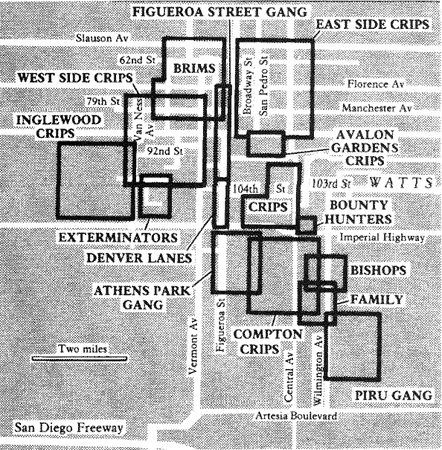 FIGUEROA STREET GANG
EAST SIDE CRIPS
Slauson Av
62nd St
BRIMS
Broadway St
San Pedro St
WEST SIDE CRIPS
Florence Av
79th St
Van Ness
Av
Manchester Av
INGLEWOOD
CRIPS
92nd St
AVALON
GARDENS
CRIPS
104th
St
103rd St
WATTS
CRIPS
BOUNTY
HUNTERS
EXTERMINATORS
Imperial Highway
DENVER LANES
BISHOPS
ATHENS PARK
GANG
FAMILY
COMPTON
CRIPS
Two miles
Vermont Av
Figueroa St
Central Av
Wilmington Av
PIRU GANG
Artesia Boulevard
San Diego Freeway